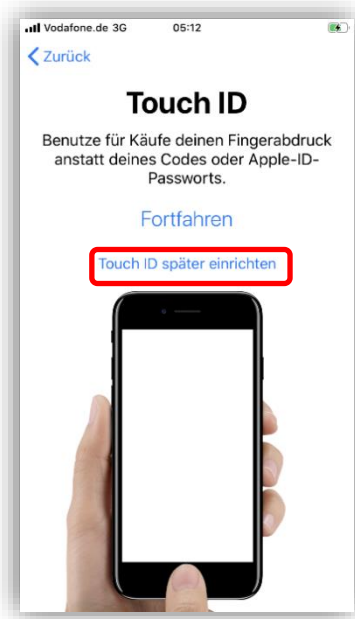 Vodafone.de 3G 05:12
Zurück
Touch ID
Benutze für Käufe deinen Fingerabdruck
anstatt deines Codes oder Apple-ID-
Passworts.
Fortfahren
Touch ID später einrichten